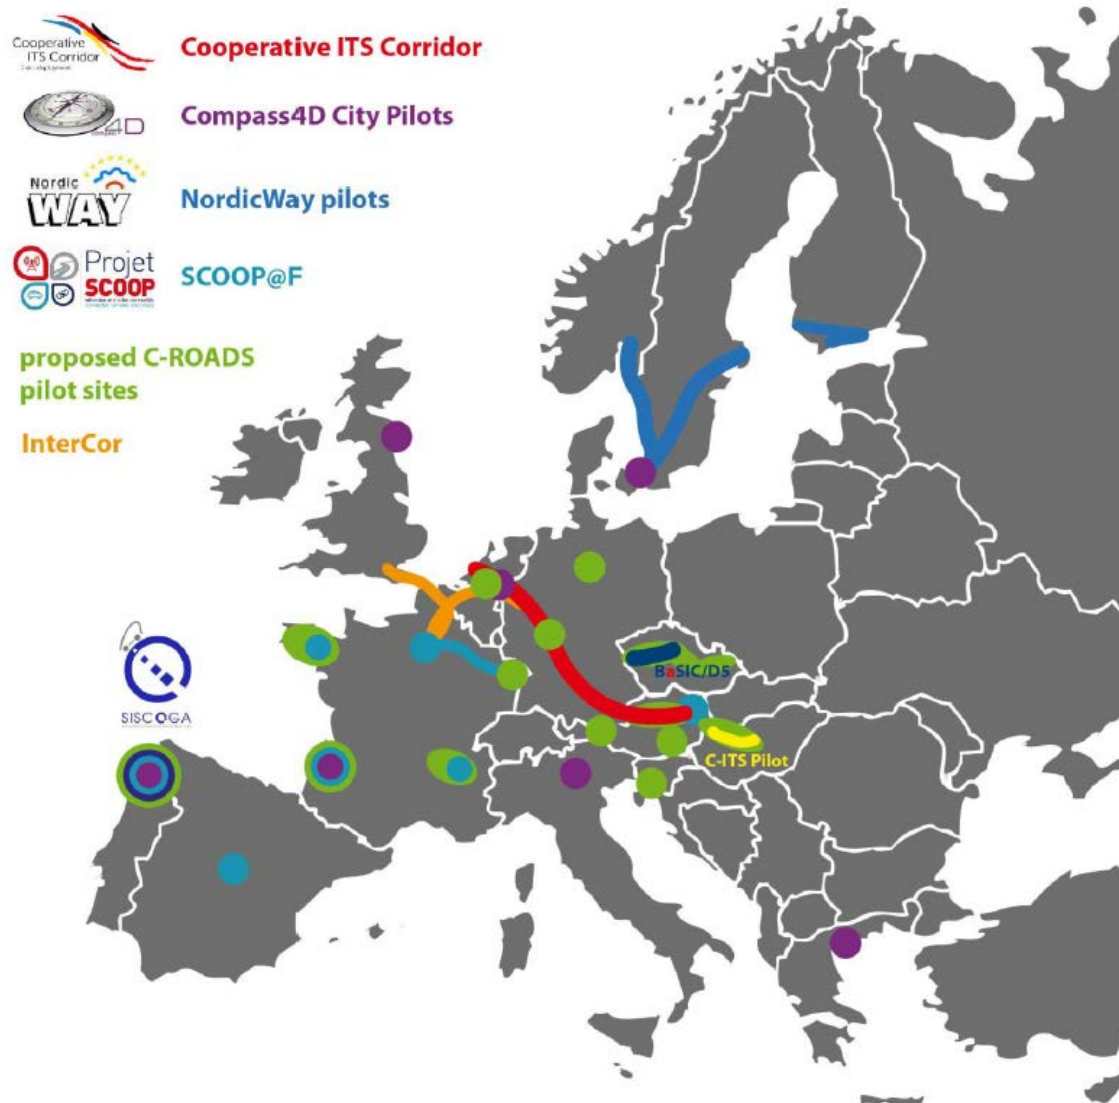 Cooperative
ITS Corridor
Cooperative ITS Corridor
4D
Compass4D City Pilots
Nordic
WAY
NordicWay pilots
Projet
SCOOP
SCOOP@F
proposed C-ROADS
pilot sites
InterCor
SISCOGA
BaSIC/D5
C-ITS Pilot